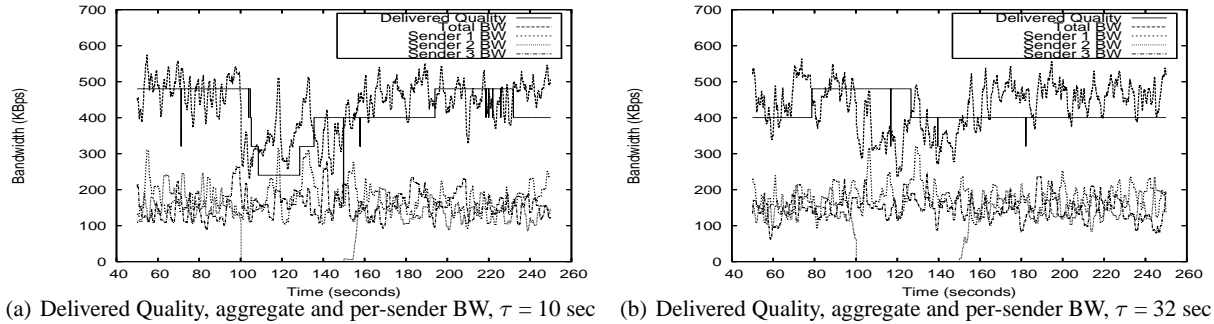 700
600
500
400
300
200
100
0
Bandwidth (KBps)
40 60 80 100 120 140 160 180 200 220 240 260
Time (seconds)
Delivered Quality
Total BW
Sender 1 BW
Sender 2 BW
Sender 3 BW
(a) Delivered Quality, aggregate and per-sender BW, τ = 10 sec
700
600
500
400
300
200
100
0
Bandwidth (KBps)
40 60 80 100 120 140 160 180 200 220 240 260
Time (seconds)
Delivered Quality
Total BW
Sender 1 BW
Sender 2 BW
Sender 3 BW
(b) Delivered Quality, aggregate and per-sender BW, τ = 32 sec